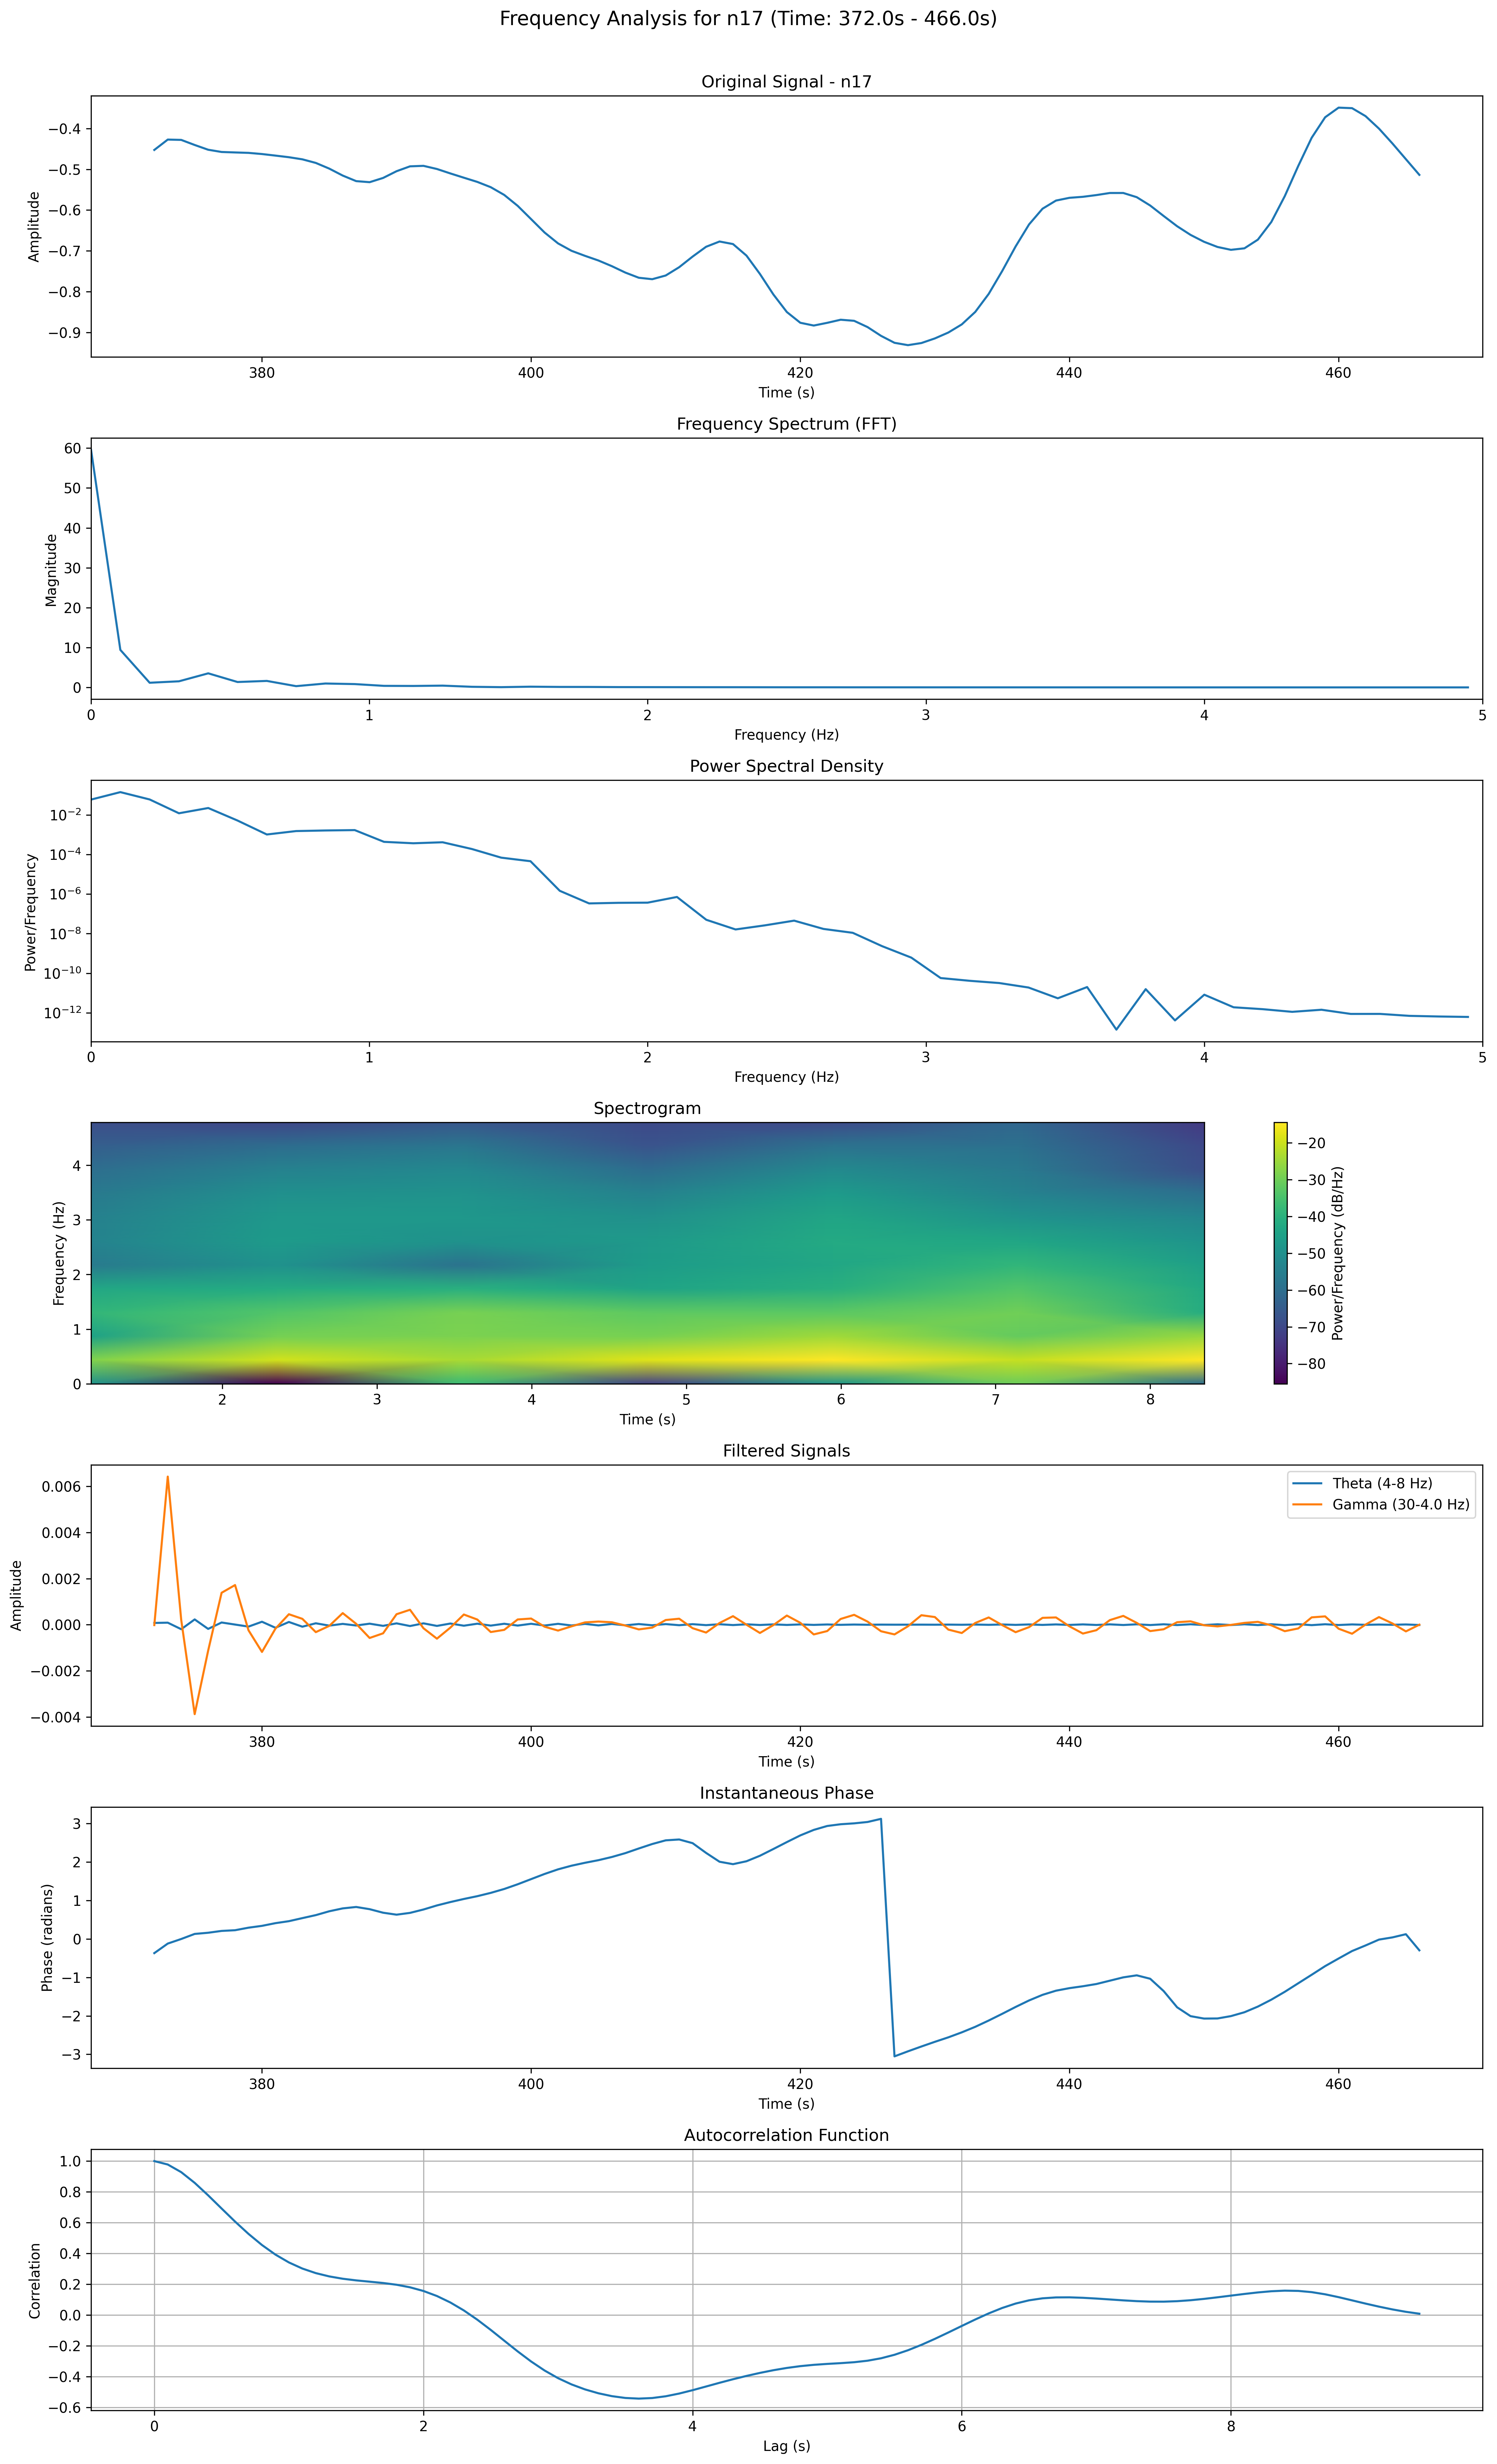 Frequency Analysis for n17 (Time: 372.0s - 466.0s)
Original Signal - n17
−0.4
−0.5
−0.6
−0.7
−0.8
−0.9
Amplitude
380 400 420 440 460
Time (s)
Frequency Spectrum (FFT)
60
50
40
30
20
10
0
Magnitude
0 1 2 3 4 5
Frequency (Hz)
Power Spectral Density
10⁻²
10⁻⁴
10⁻⁶
10⁻⁸
10⁻¹⁰
10⁻¹²
Power/Frequency
0 1 2 3 4 5
Frequency (Hz)
Spectrogram
4
3
2
1
0
Frequency (Hz)
2 3 4 5 6 7 8
Time (s)
−20
−30
−40
−50
−60
−70
−80
Power/Frequency (dB/Hz)
Filtered Signals
0.006
0.004
0.002
0.000
−0.002
−0.004
Amplitude
Theta (4-8 Hz)
Gamma (30-4.0 Hz)
380 400 420 440 460
Time (s)
Instantaneous Phase
3
2
1
0
−1
−2
−3
Phase (radians)
380 400 420 440 460
Time (s)
Autocorrelation Function
1.0
0.8
0.6
0.4
0.2
0.0
−0.2
−0.4
−0.6
Correlation
0 2 4 6 8
Lag (s)